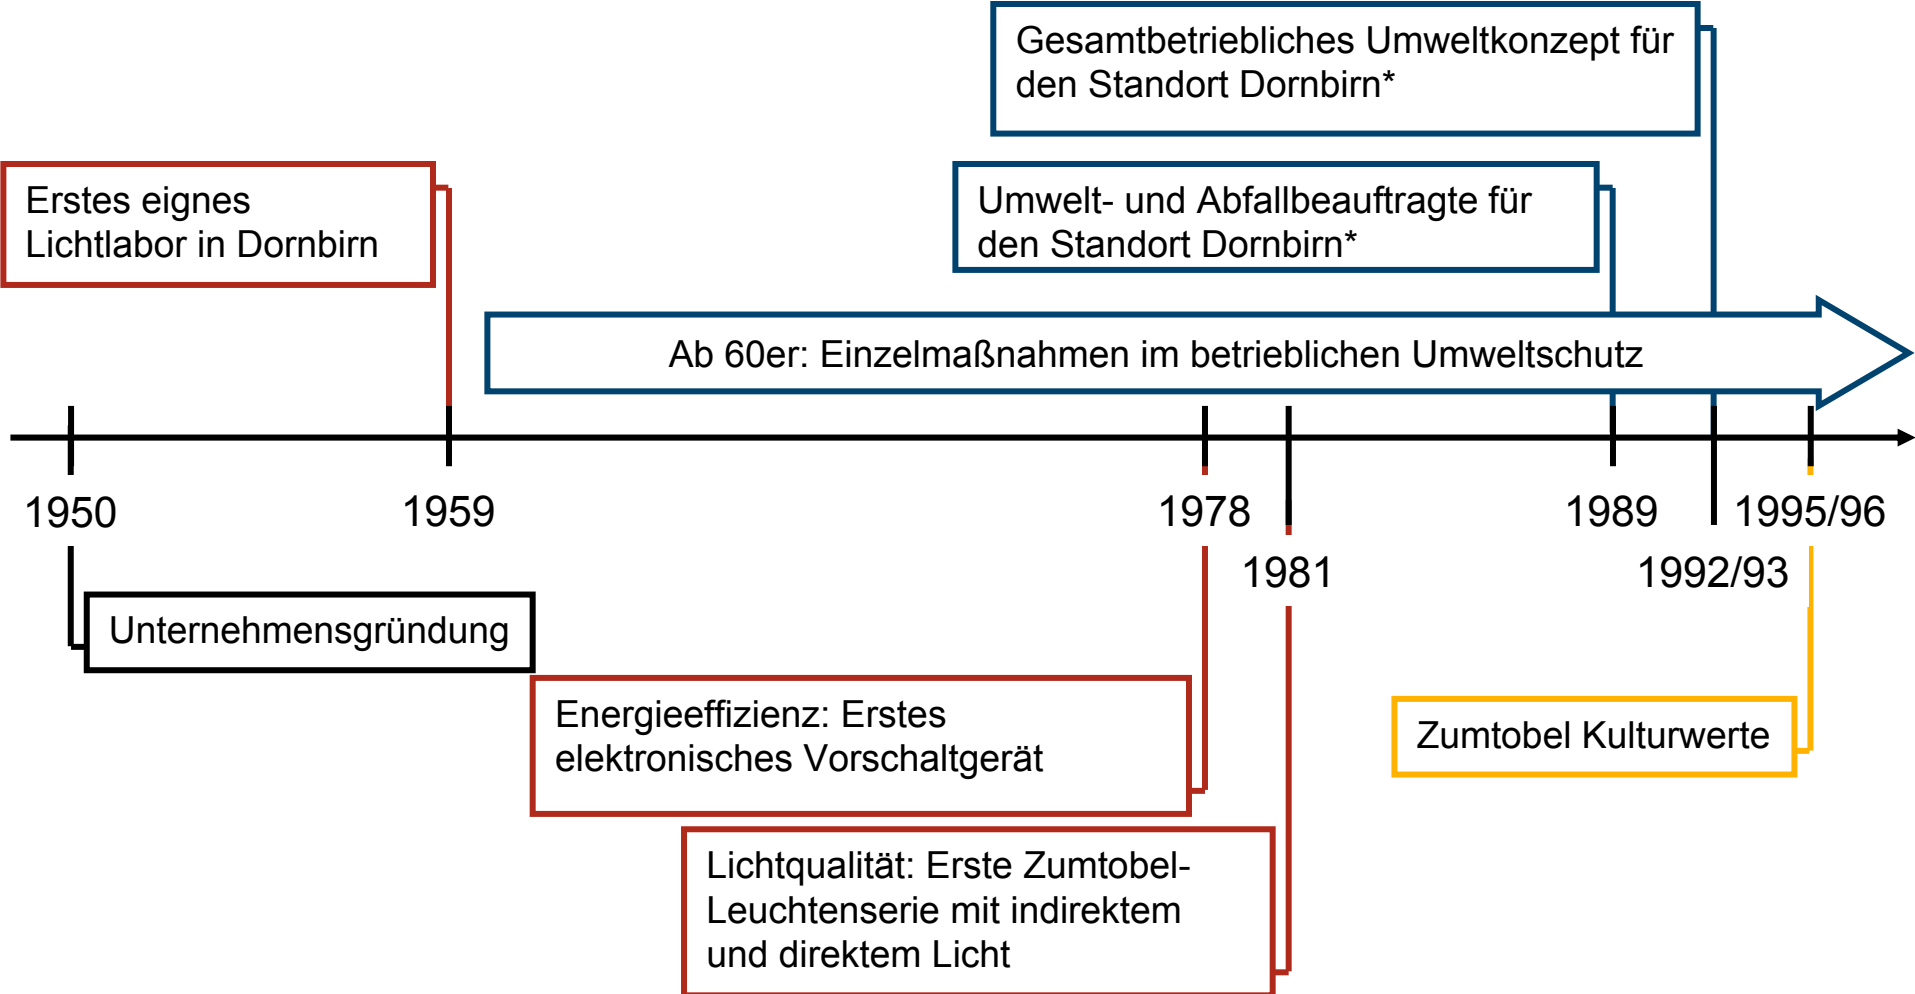 Gesamtbetriebliches Umweltkonzept für
den Standort Dornbirn*
Erstes eignes
Lichtlabor in Dornbirn
Umwelt- und Abfallbeauftragte für
den Standort Dornbirn*
Ab 60er: Einzelmaßnahmen im betrieblichen Umweltschutz
1950
1959
1978
1981
1989
1992/93
1995/96
Unternehmensgründung
Energieeffizienz: Erstes
elektronisches Vorschaltgerät
Zumtobel Kulturwerte
Lichtqualität: Erste Zumtobel-
Leuchtenserie mit indirektem
und direktem Licht